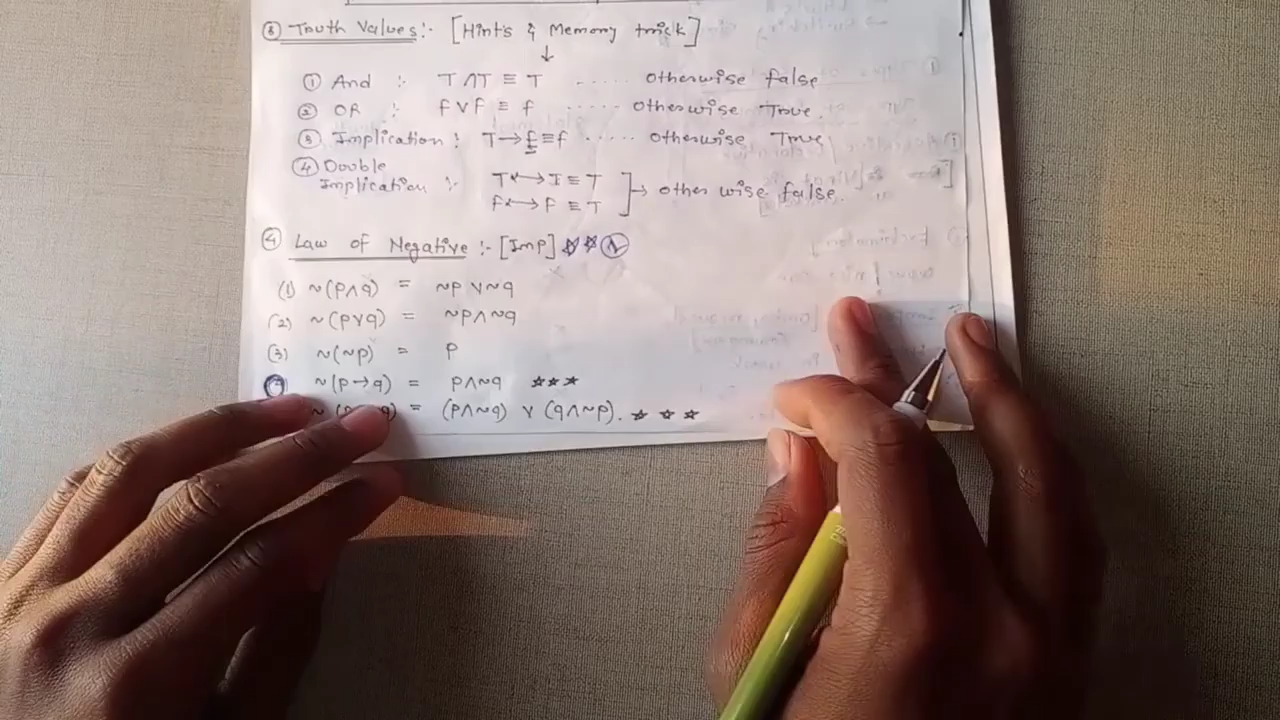 ③ Truth Values :- [Hint's & Memory trick]
↓
① And :- T ∧ T ≡ T ..... otherwise false
② OR : f ∨ f ≡ f ..... otherwise True.
③ Implication : T → f ≡ f ..... otherwise True
④ Double
Implication :- T ↔ I ≡ T
f ↔ f ≡ T ] → other wise false.
④ Law of Negative :- [Imp] ☆☆
(1) ~(p∧q) = ~p ∨ ~q
(2) ~(p∨q) = ~p ∧ ~q
(3) ~(~p) = p
~(p→q) = p∧~q ☆☆☆
q) = (p∧~q) ∨ (q∧~p). ☆ ☆ ☆